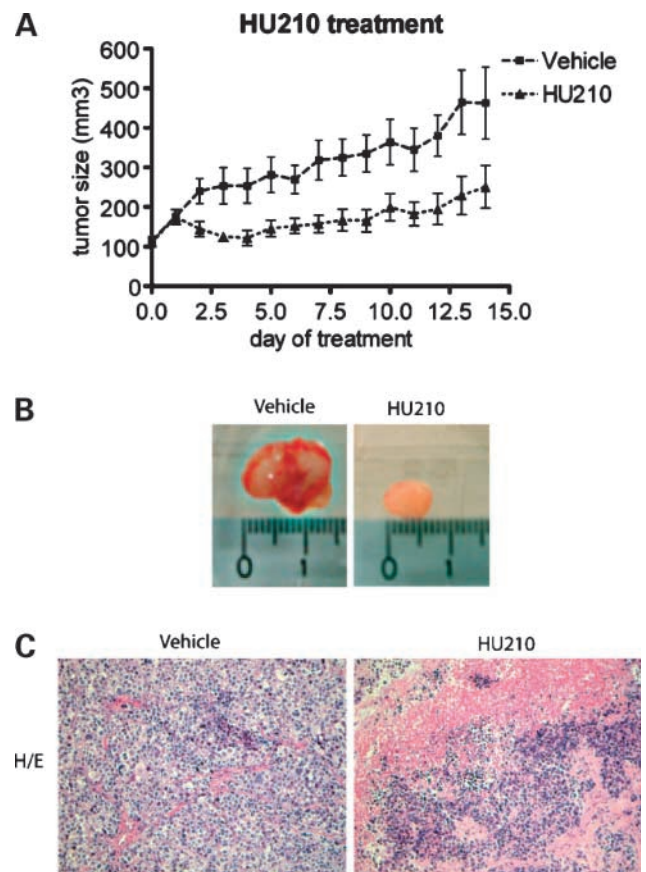 A
HU210 treatment
600
500
400
300
200
100
0
tumor size (mm3)
0.0 2.5 5.0 7.5 10.0 12.5 15.0
day of treatment
Vehicle
HU210
B
Vehicle HU210
0 1 0 1
C
Vehicle HU210
H/E